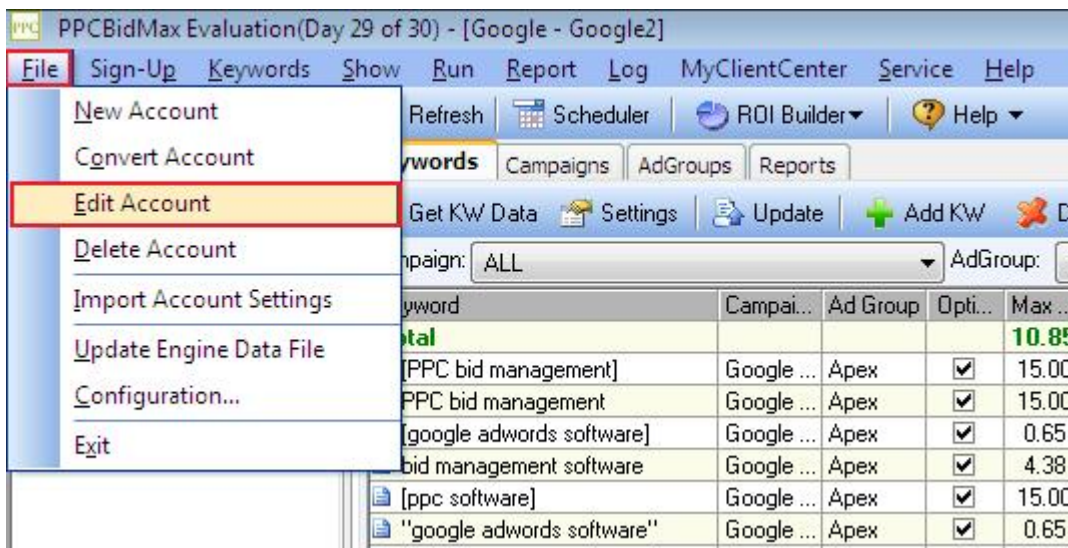 PPC PPCBidMax Evaluation(Day 29 of 30) - [Google - Google2]
File Sign-Up Keywords Show Run Report Log MyClientCenter Service Help
New Account
Refresh Scheduler ROI Builder Help
Convert Account
ywords Campaigns AdGroups Reports
Edit Account
Get KW Data Settings Update Add KW D
Delete Account
npaign: ALL AdGroup:
Import Account Settings
yword Campai... Ad Group Opti... Max ...
Update Engine Data File
tal 10.85
[PPC bid management] Google ... Apex 15.00
Configuration...
PPC bid management Google ... Apex 15.00
Exit
[google adwords software] Google ... Apex 0.65
bid management software Google ... Apex 4.38
[ppc software] Google ... Apex 15.00
"google adwords software" Google ... Apex 0.65